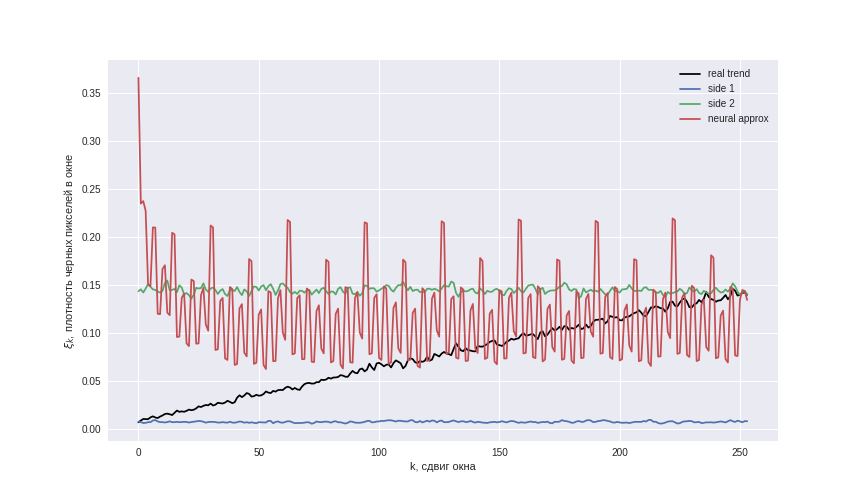 real trend
side 1
side 2
neural approx
0.35
0.30
0.25
0.20
0.15
0.10
0.05
0.00
ξk, плотность черных пикселей в окне
0 50 100 150 200 250
k, сдвиг окна